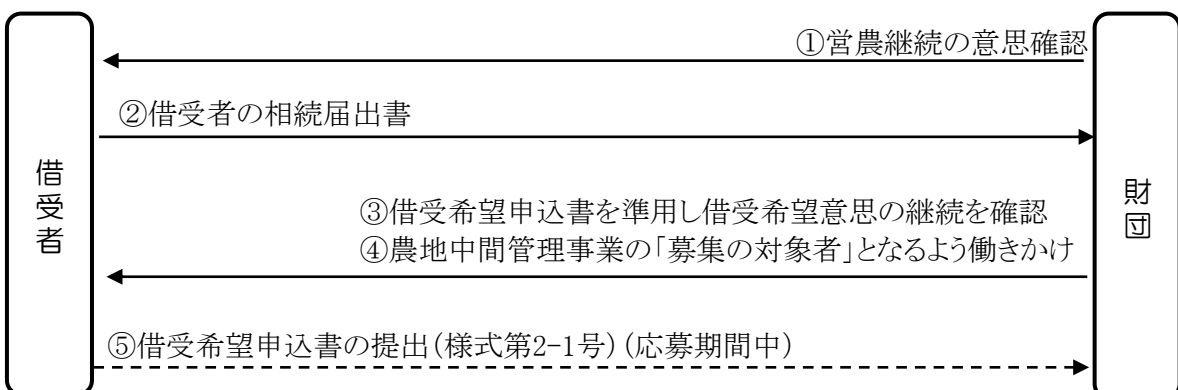 ①営農継続の意思確認
②借受者の相続届出書
借受者
財団
③借受希望申込書を準用し借受希望意思の継続を確認
④農地中間管理事業の「募集の対象者」となるよう働きかけ
⑤借受希望申込書の提出(様式第2-1号)(応募期間中)